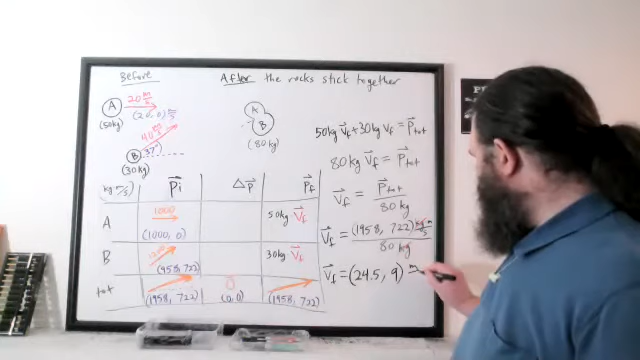 Before
After the rocks stick together
A
20 m/s
(20, 0) m/s
(50kg)
40 m/s
B
37°
(30 kg)
A
B
(80kg)
50kg v⃗f + 30kg v⃗f = P⃗tot
80kg v⃗f = P⃗tot
v⃗f = P⃗tot / 80 kg
v⃗f = (1958, 722) kg m/s / 80 kg
v⃗f = (24.5, 9) m
(kg m/s)
P⃗i
ΔP⃗
P⃗f
A
1000
(1000, 0)
50kg v⃗f
B
1200
(958, 722)
30kg v⃗f
tot
(1958, 722)
0
(0,0)
(1958, 722)